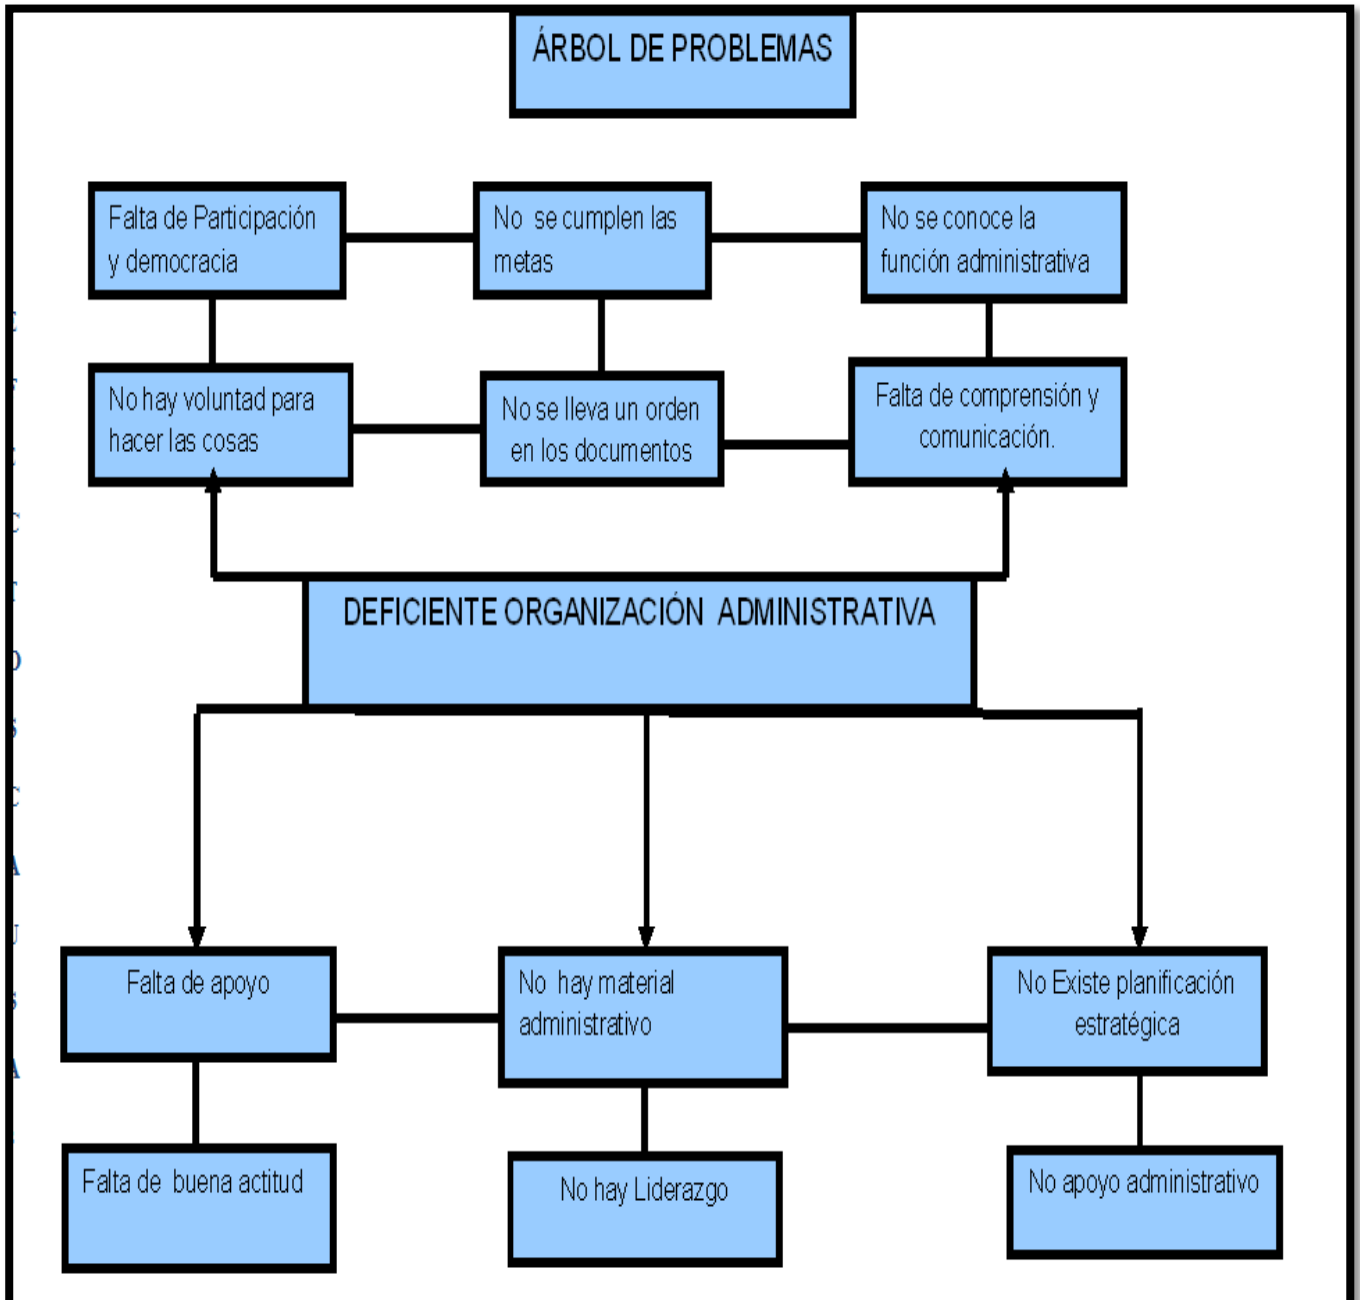 ÁRBOL DE PROBLEMAS
Falta de Participación
y democracia
No se cumplen las
metas
No se conoce la
función administrativa
No hay voluntad para
hacer las cosas
No se lleva un orden
en los documentos
Falta de comprensión y
comunicación.
DEFICIENTE ORGANIZACIÓN ADMINISTRATIVA
Falta de apoyo
No hay material
administrativo
No Existe planificación
estratégica
Falta de buena actitud
No hay Liderazgo
No apoyo administrativo
E
C
T
O
S
C
A
U
S
A